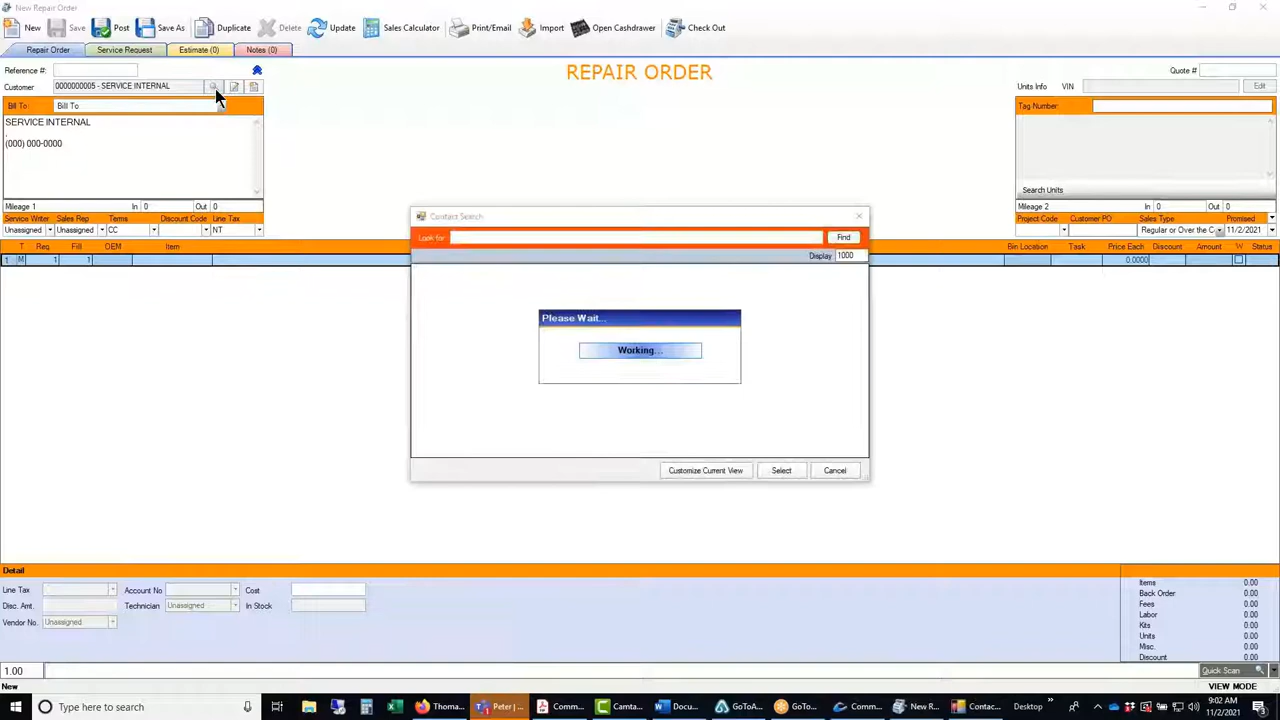 New Repair Order
New Save Post Save As Duplicate Delete Update Sales Calculator Print/Email Import Open Cashdrawer Check Out
Repair Order Service Request Estimate (0) Notes (0)
Reference #:
REPAIR ORDER
Quote #
Customer 0000000005 - SERVICE INTERNAL
Units Info VIN Edit
Bill To: Bill To
Tag Number:
SERVICE INTERNAL
,
(000) 000-0000
Search Units
Mileage 1 In 0 Out 0
Mileage 2 In 0 Out 0
Service Writer Sales Rep Terms Discount Code Line Tax
Project Code Customer PO Sales Type Promised
Unassigned Unassigned CC NT
Regular or Over the C 11/2/2021
T Req Fill OEM Item Bin Location Task Price Each Discount Amount W Status
1 M 1 1 0.0000
Contact Search
Look for Find
Display 1000
Please Wait...
Working...
Customize Current View Select Cancel
Detail
Line Tax Account No Cost
Disc. Amt. Technician Unassigned In Stock
Vendor No. Unassigned
Items 0.00
Back Order 0.00
Fees 0.00
Labor 0.00
Kits 0.00
Units 0.00
Misc. 0.00
Discount 0.00
1.00 Quick Scan
New VIEW MODE
Type here to search Thoma... Peter | ... Comm... Camta... Docu... GoToA... GoTo... Comm... New R... Contac... Desktop 9:02 AM
11/2/2021